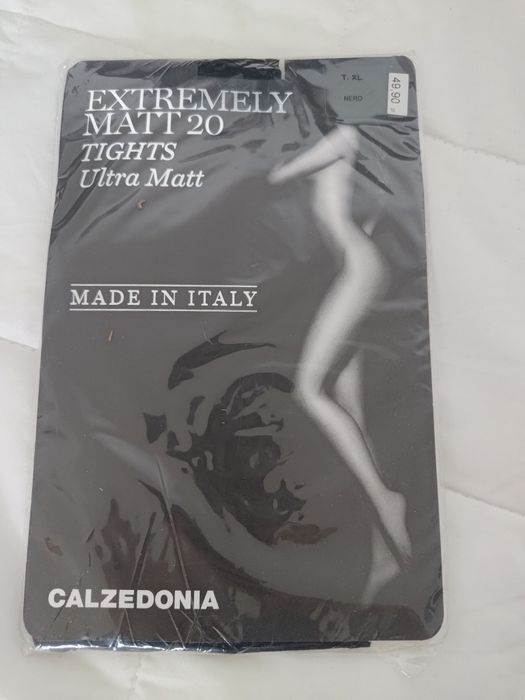 EXTREMELY
MATT 20
TIGHTS
Ultra Matt
T. XL
NERO
49,90
MADE IN ITALY
CALZEDONIA